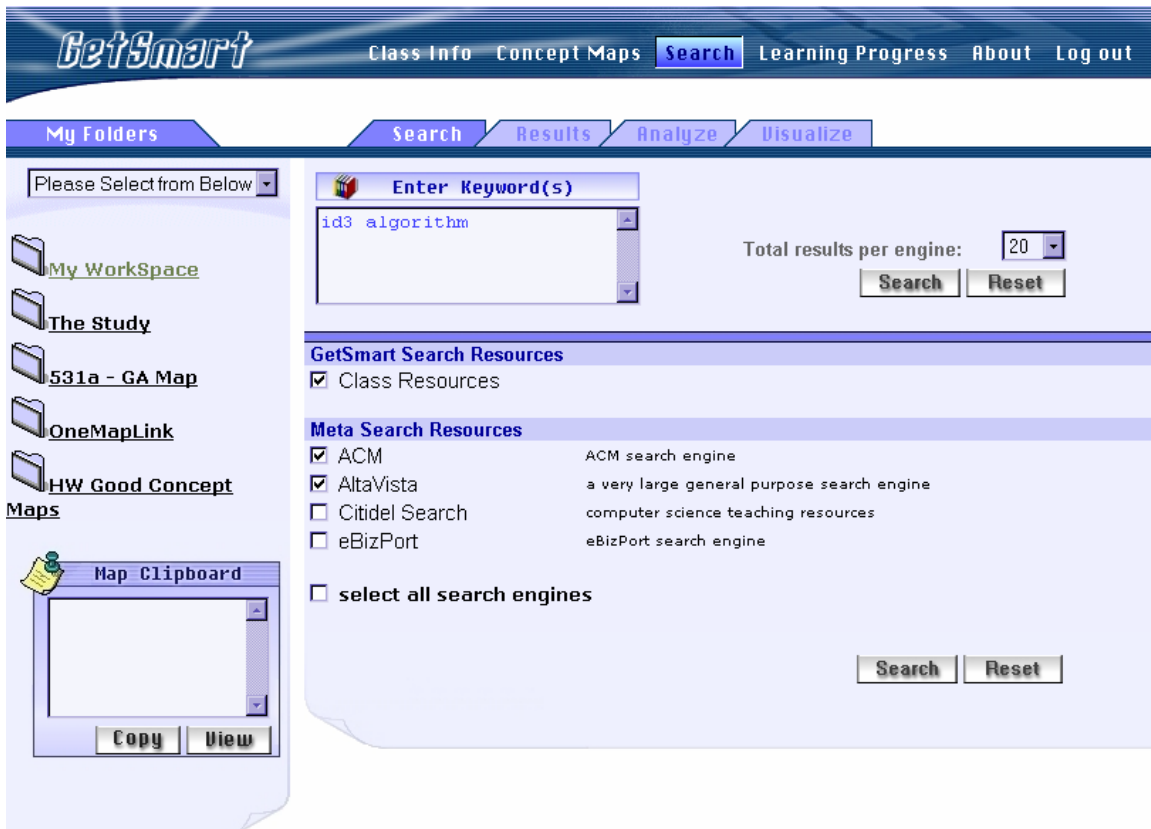 GetSmart
Class Info Concept Maps Search Learning Progress About Log out
My Folders
Search Results Analyze Visualize
Please Select from Below
My WorkSpace
The Study
531a - GA Map
OneMapLink
HW Good Concept
Maps
Map Clipboard
Copy View
Enter Keyword(s)
id3 algorithm
Total results per engine: 20
Search Reset
GetSmart Search Resources
Class Resources
Meta Search Resources
ACM ACM search engine
AltaVista a very large general purpose search engine
Citidel Search computer science teaching resources
eBizPort eBizPort search engine
select all search engines
Search Reset